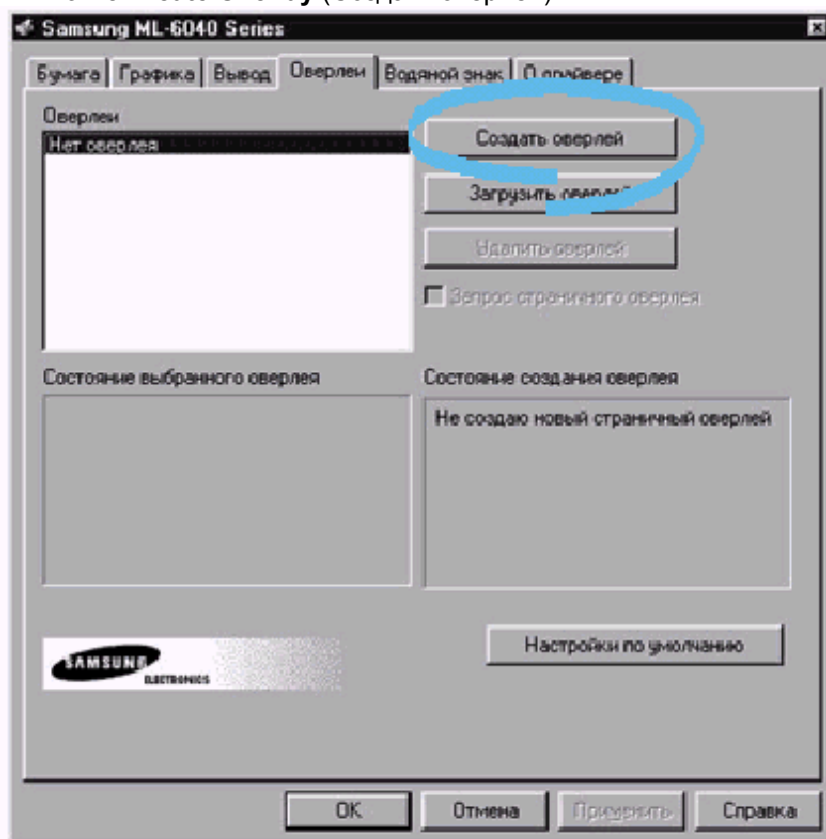 Samsung ML-6040 Series
Бумага Графика Вывод Оверлеи Водяной знак О драйвере
Оверлеи
Нет оверлея
Создать оверлей
Загрузить оверлей
Удалить оверлей
Запрос страничного оверлея
Состояние выбранного оверлея
Состояние создания оверлея
Не создаю новый страничный оверлей
SAMSUNG
ELECTRONICS
Настройки по умолчанию
OK Отмена Применить Справка